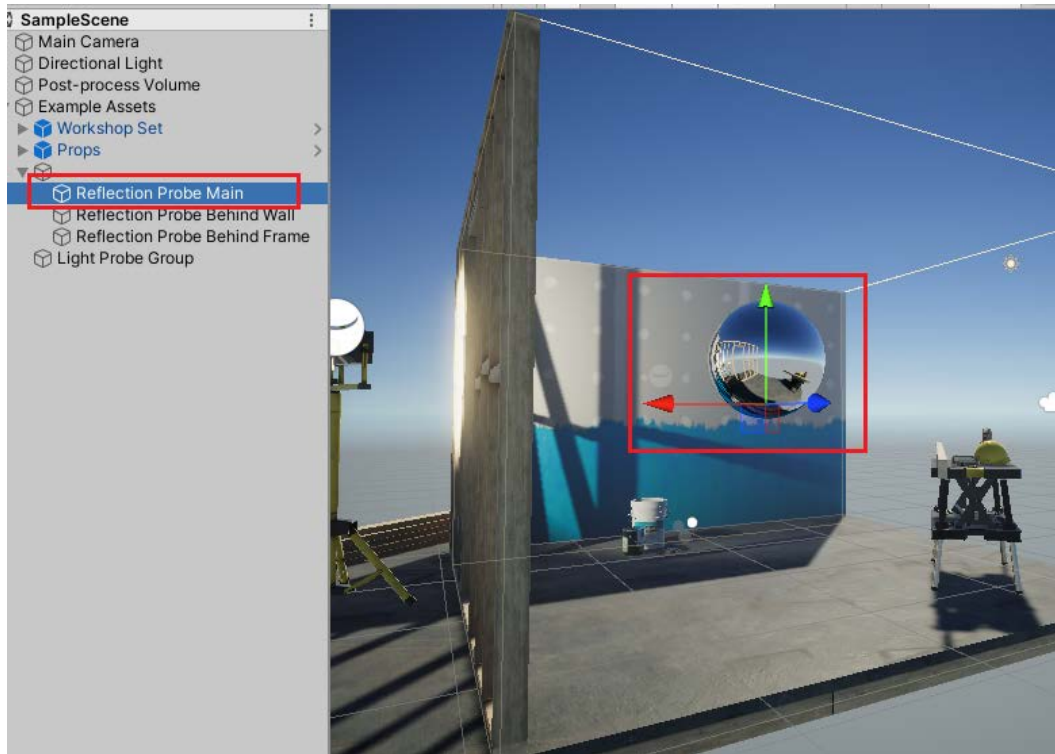 SampleScene
Main Camera
Directional Light
Post-process Volume
Example Assets
Workshop Set
Props
Reflection Probe Main
Reflection Probe Behind Wall
Reflection Probe Behind Frame
Light Probe Group